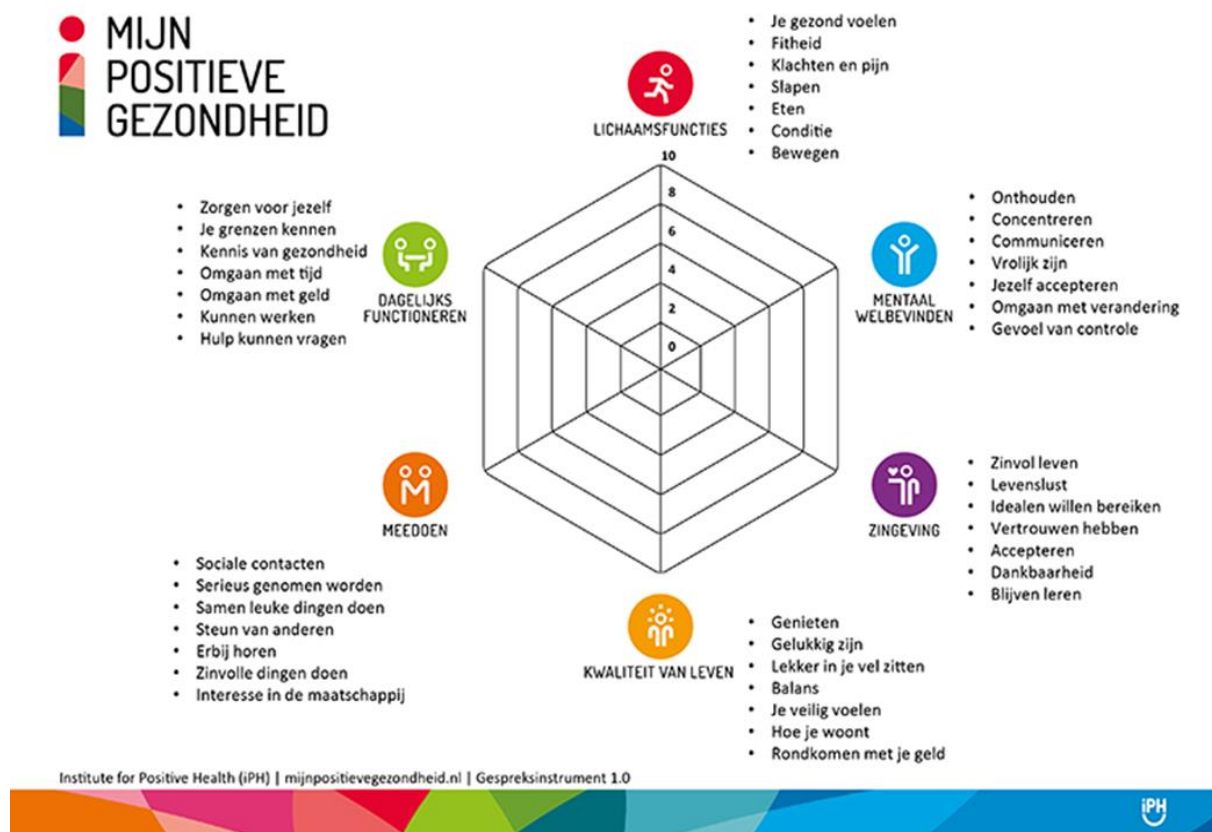 MIJN
POSITIEVE
GEZONDHEID
• Je gezond voelen
• Fitheid
• Klachten en pijn
• Slapen
• Eten
• Conditie
• Bewegen
LICHAAMSFUNCTIES
10
8
6
4
2
0
• Onthouden
• Concentreren
• Communiceren
• Vrolijk zijn
• Jezelf accepteren
• Omgaan met verandering
• Gevoel van controle
MENTAAL
WELBEVINDEN
• Zinvol leven
• Levenslust
• Idealen willen bereiken
• Vertrouwen hebben
• Accepteren
• Dankbaarheid
• Blijven leren
ZINGEVING
• Genieten
• Gelukkig zijn
• Lekker in je vel zitten
• Balans
• Je veilig voelen
• Hoe je woont
• Rondkomen met je geld
KWALITEIT VAN LEVEN
MEEDOEN
• Sociale contacten
• Serieus genomen worden
• Samen leuke dingen doen
• Steun van anderen
• Erbij horen
• Zinvolle dingen doen
• Interesse in de maatschappij
• Zorgen voor jezelf
• Je grenzen kennen
• Kennis van gezondheid
• Omgaan met tijd
• Omgaan met geld
• Kunnen werken
• Hulp kunnen vragen
DAGELIJKS
FUNCTIONEREN
Institute for Positive Health (iPH) | mijnpositievegezondheid.nl | Gespreksinstrument 1.0
iPH